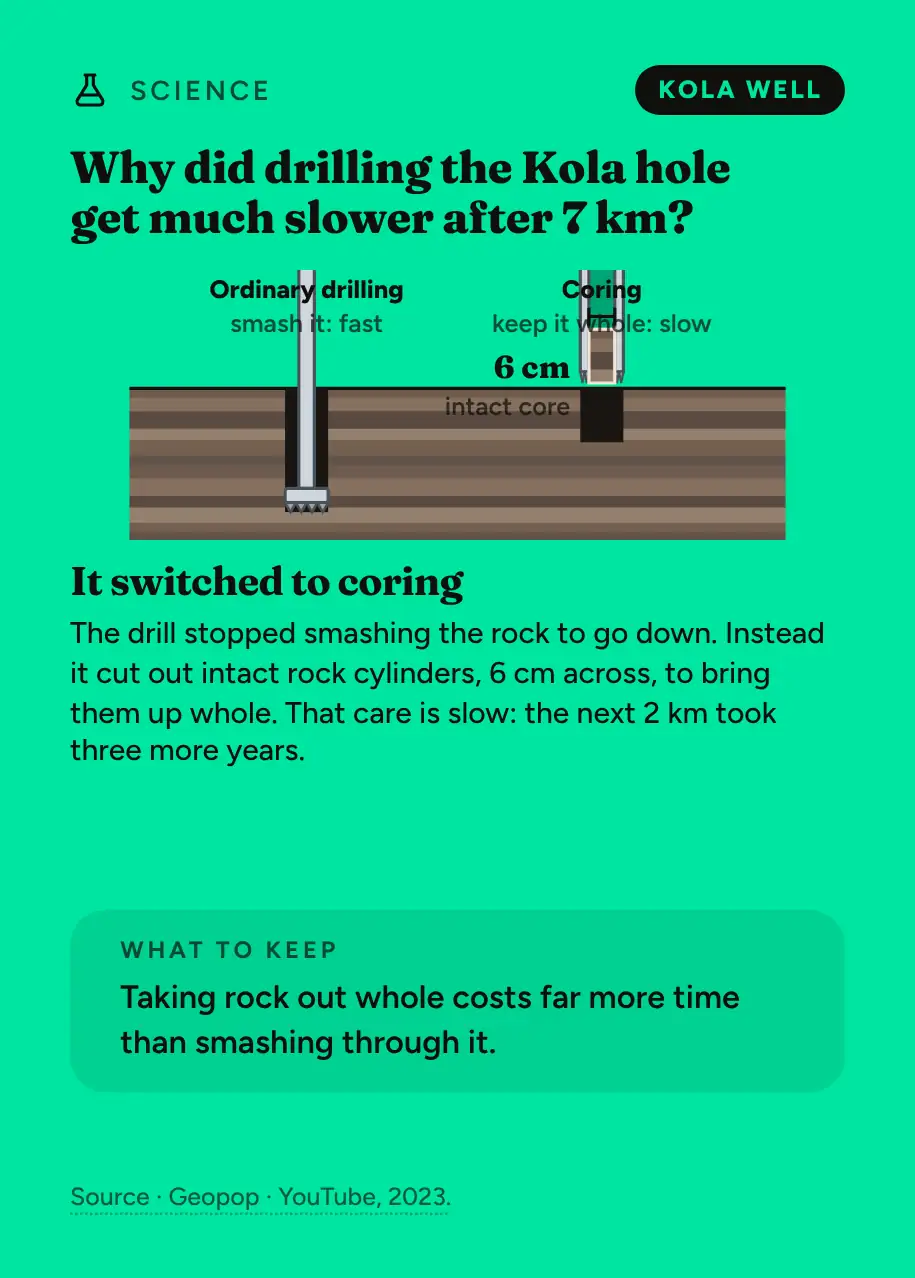 SCIENCE
KOLA WELL
Why did drilling the Kola hole
get much slower after 7 km?
Ordinary drilling
smash it: fast
Coring
keep it whole: slow
6 cm
intact core
It switched to coring
The drill stopped smashing the rock to go down. Instead
it cut out intact rock cylinders, 6 cm across, to bring
them up whole. That care is slow: the next 2 km took
three more years.
WHAT TO KEEP
Taking rock out whole costs far more time
than smashing through it.
Source · Geopop · YouTube, 2023.